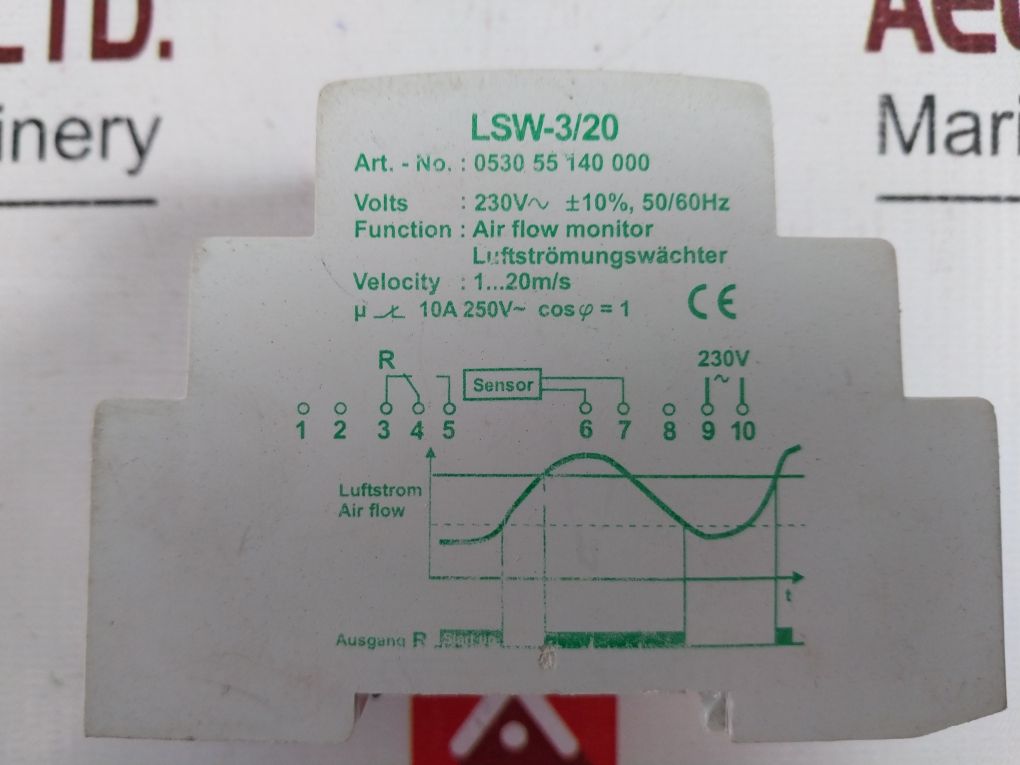 LTD.
inery
Mari
LSW-3/20
Art. - No. : 0530 55 140 000
Volts : 230V~ ±10%, 50/60Hz
Function : Air flow monitor
Luftströmungswächter
Velocity : 1...20m/s
µ 10A 250V~ cosφ = 1
CE
R
Sensor
230V
~
1 2 3 4 5 6 7 8 9 10
Luftstrom
Air flow
t
Ausgang R